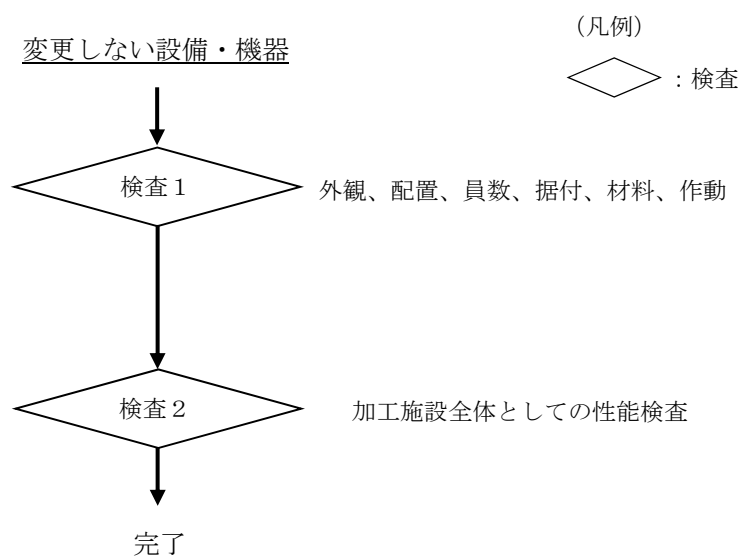 (凡例)
変更しない設備・機器
：検査
検査１
外観、配置、員数、据付、材料、作動
検査２
加工施設全体としての性能検査
完了